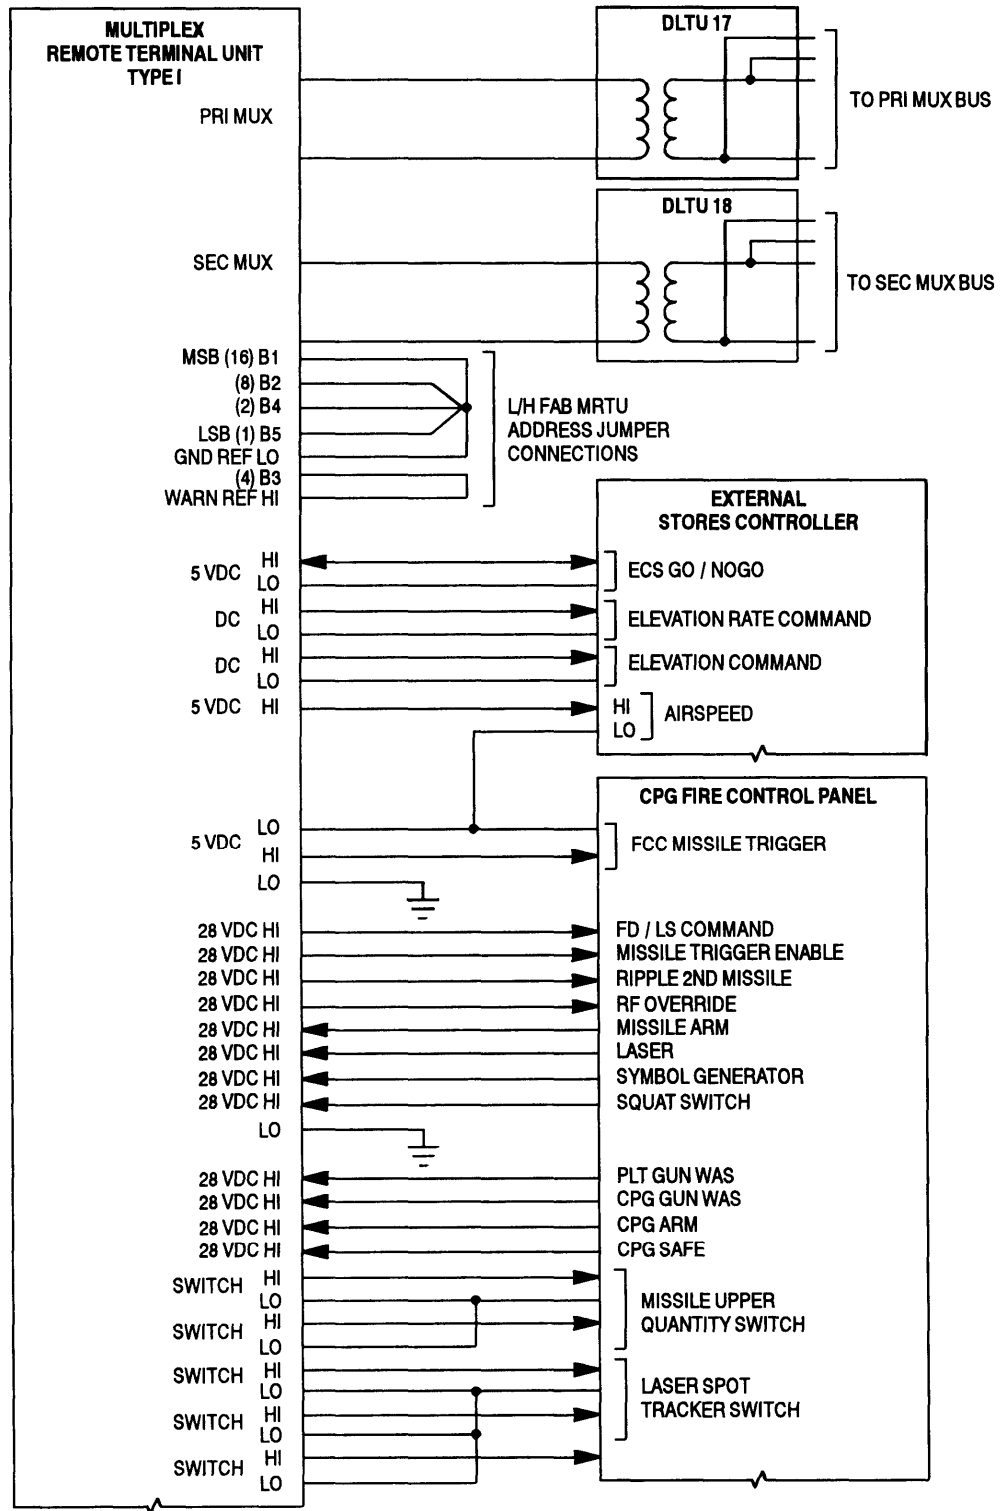 MULTIPLEX
REMOTE TERMINAL UNIT
TYPE I
DLTU 17
PRI MUX
TO PRI MUX BUS
DLTU 18
SEC MUX
TO SEC MUX BUS
MSB (16) B1
(8) B2
(2) B4
LSB (1) B5
GND REF LO
(4) B3
WARN REF HI
L/H FAB MRTU
ADDRESS JUMPER
CONNECTIONS
EXTERNAL
STORES CONTROLLER
5 VDC HI
LO
ECS GO / NOGO
DC HI
LO
ELEVATION RATE COMMAND
DC HI
LO
ELEVATION COMMAND
5 VDC HI
HI
LO
AIRSPEED
CPG FIRE CONTROL PANEL
5 VDC LO
HI
FCC MISSILE TRIGGER
LO
28 VDC HI FD / LS COMMAND
28 VDC HI MISSILE TRIGGER ENABLE
28 VDC HI RIPPLE 2ND MISSILE
28 VDC HI RF OVERRIDE
28 VDC HI MISSILE ARM
28 VDC HI LASER
28 VDC HI SYMBOL GENERATOR
28 VDC HI SQUAT SWITCH
LO
28 VDC HI PLT GUN WAS
28 VDC HI CPG GUN WAS
28 VDC HI CPG ARM
28 VDC HI CPG SAFE
SWITCH HI
LO
SWITCH HI
LO
MISSILE UPPER
QUANTITY SWITCH
SWITCH HI
LO
SWITCH HI
LO
LASER SPOT
TRACKER SWITCH
SWITCH HI
LO